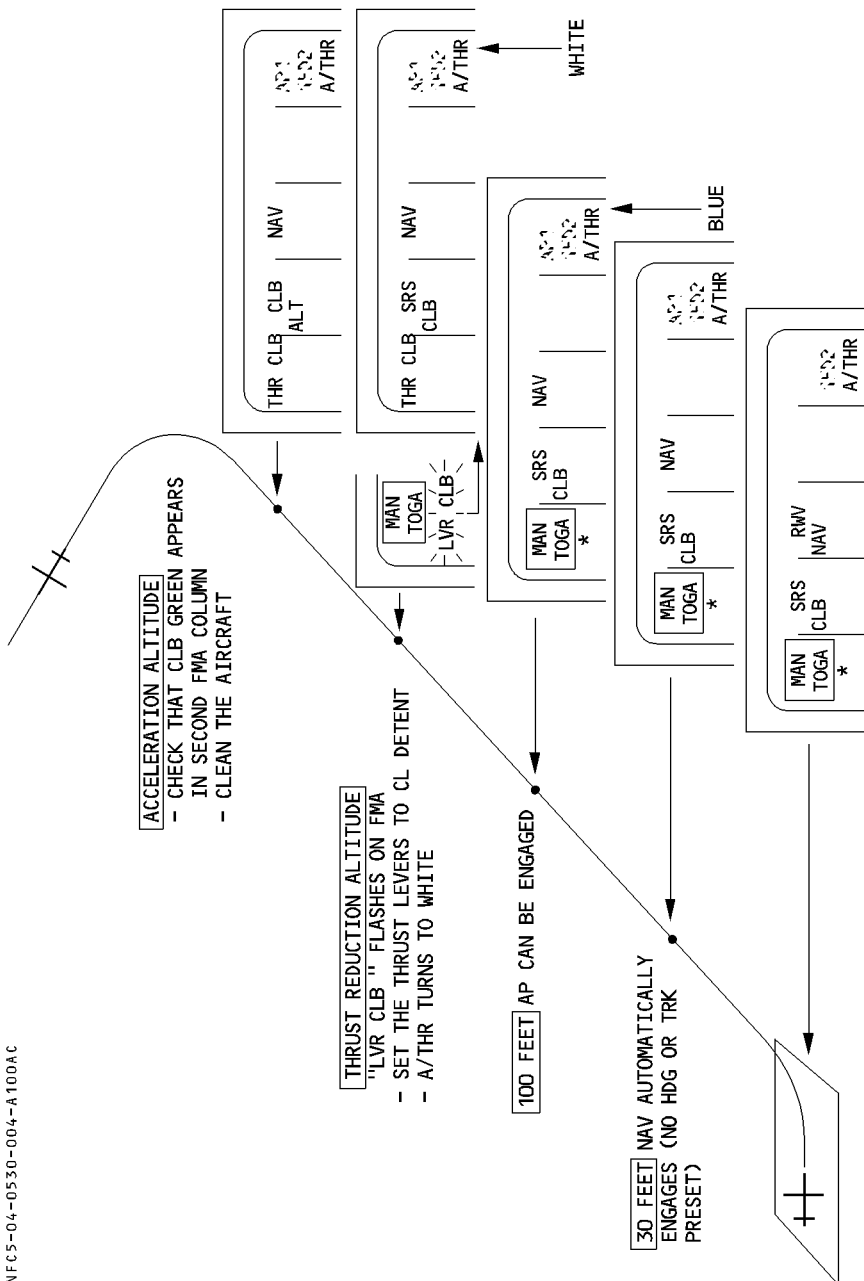 NFC5-04-0530-004-A100AC
ACCELERATION ALTITUDE
- CHECK THAT CLB GREEN APPEARS
IN SECOND FMA COLUMN
- CLEAN THE AIRCRAFT
THR CLB CLB NAV
ALT
A/THR
THRUST REDUCTION ALTITUDE
"LVR CLB " FLASHES ON FMA
- SET THE THRUST LEVERS TO CL DETENT
- A/THR TURNS TO WHITE
MAN
TOGA
LVR CLB
THR CLB SRS NAV
CLB
A/THR
WHITE
100 FEET AP CAN BE ENGAGED
MAN SRS NAV
TOGA CLB
*
A/THR
BLUE
30 FEET NAV AUTOMATICALLY
ENGAGES (NO HDG OR TRK
PRESET)
MAN SRS NAV
TOGA CLB
*
A/THR
MAN SRS RWY
TOGA CLB NAV
*
A/THR